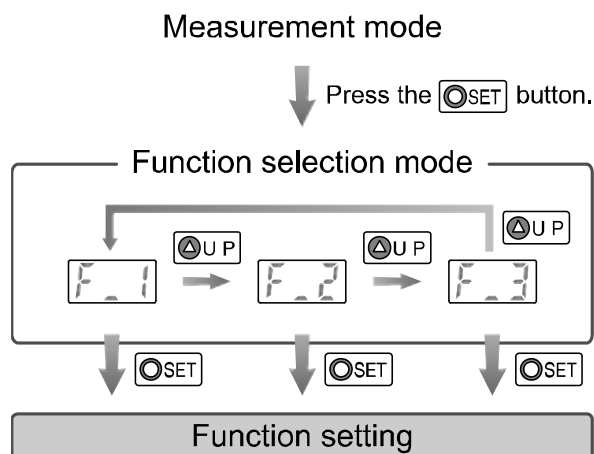 Measurement mode
Press the SET button.
Function selection mode
UP
UP UP
F_1 F_2 F_3
SET SET SET
Function setting